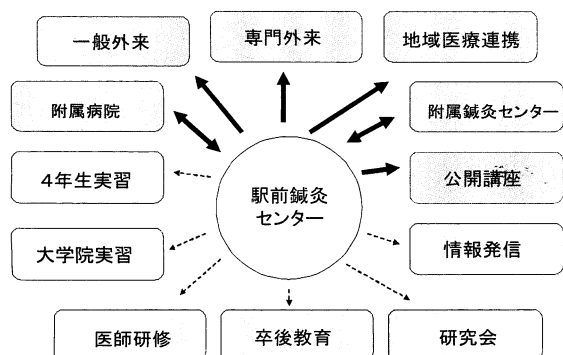 一般外来
専門外来
地域医療連携
附属病院
附属鍼灸センター
4年生実習
駅前鍼灸
センター
公開講座
大学院実習
情報発信
医師研修
卒後教育
研究会